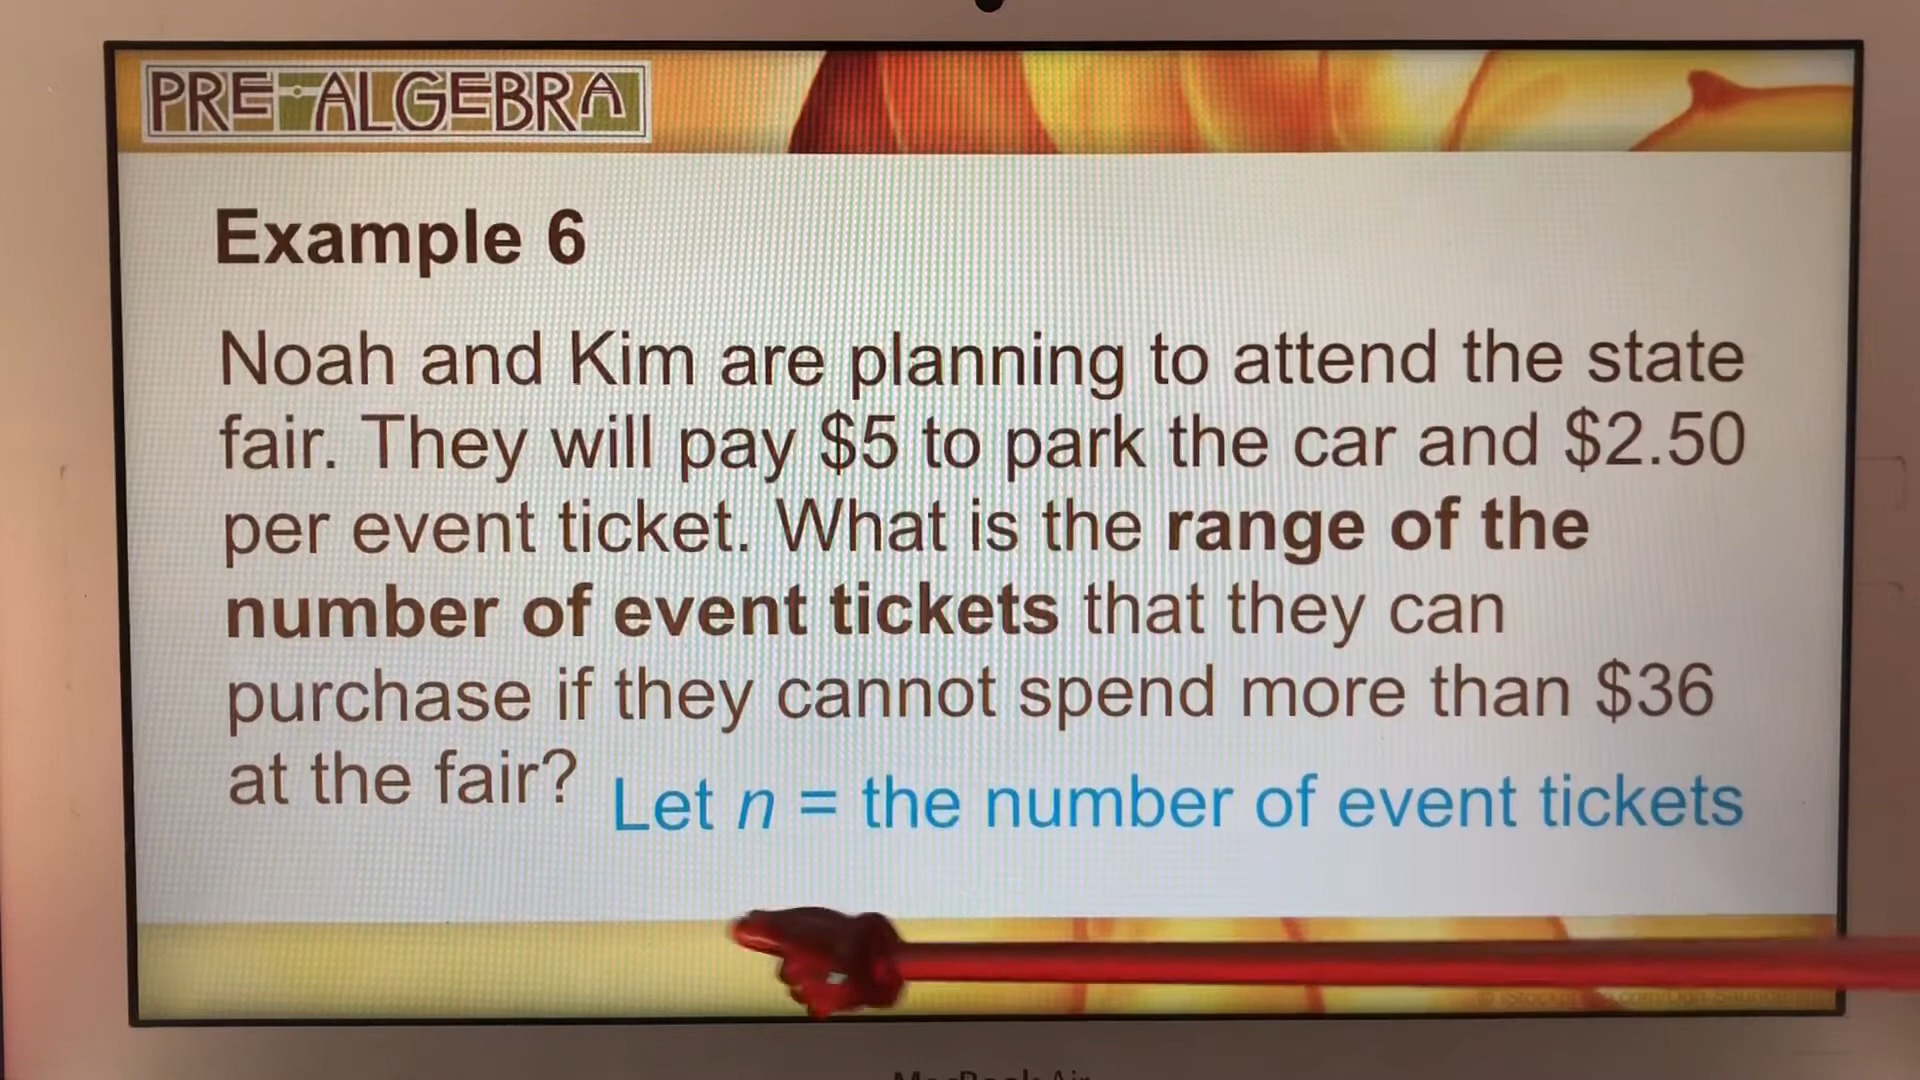 PRE-ALGEBRA
Example 6
Noah and Kim are planning to attend the state
fair. They will pay $5 to park the car and $2.50
per event ticket. What is the range of the
number of event tickets that they can
purchase if they cannot spend more than $36
at the fair?
Let n = the number of event tickets
MacBook Air